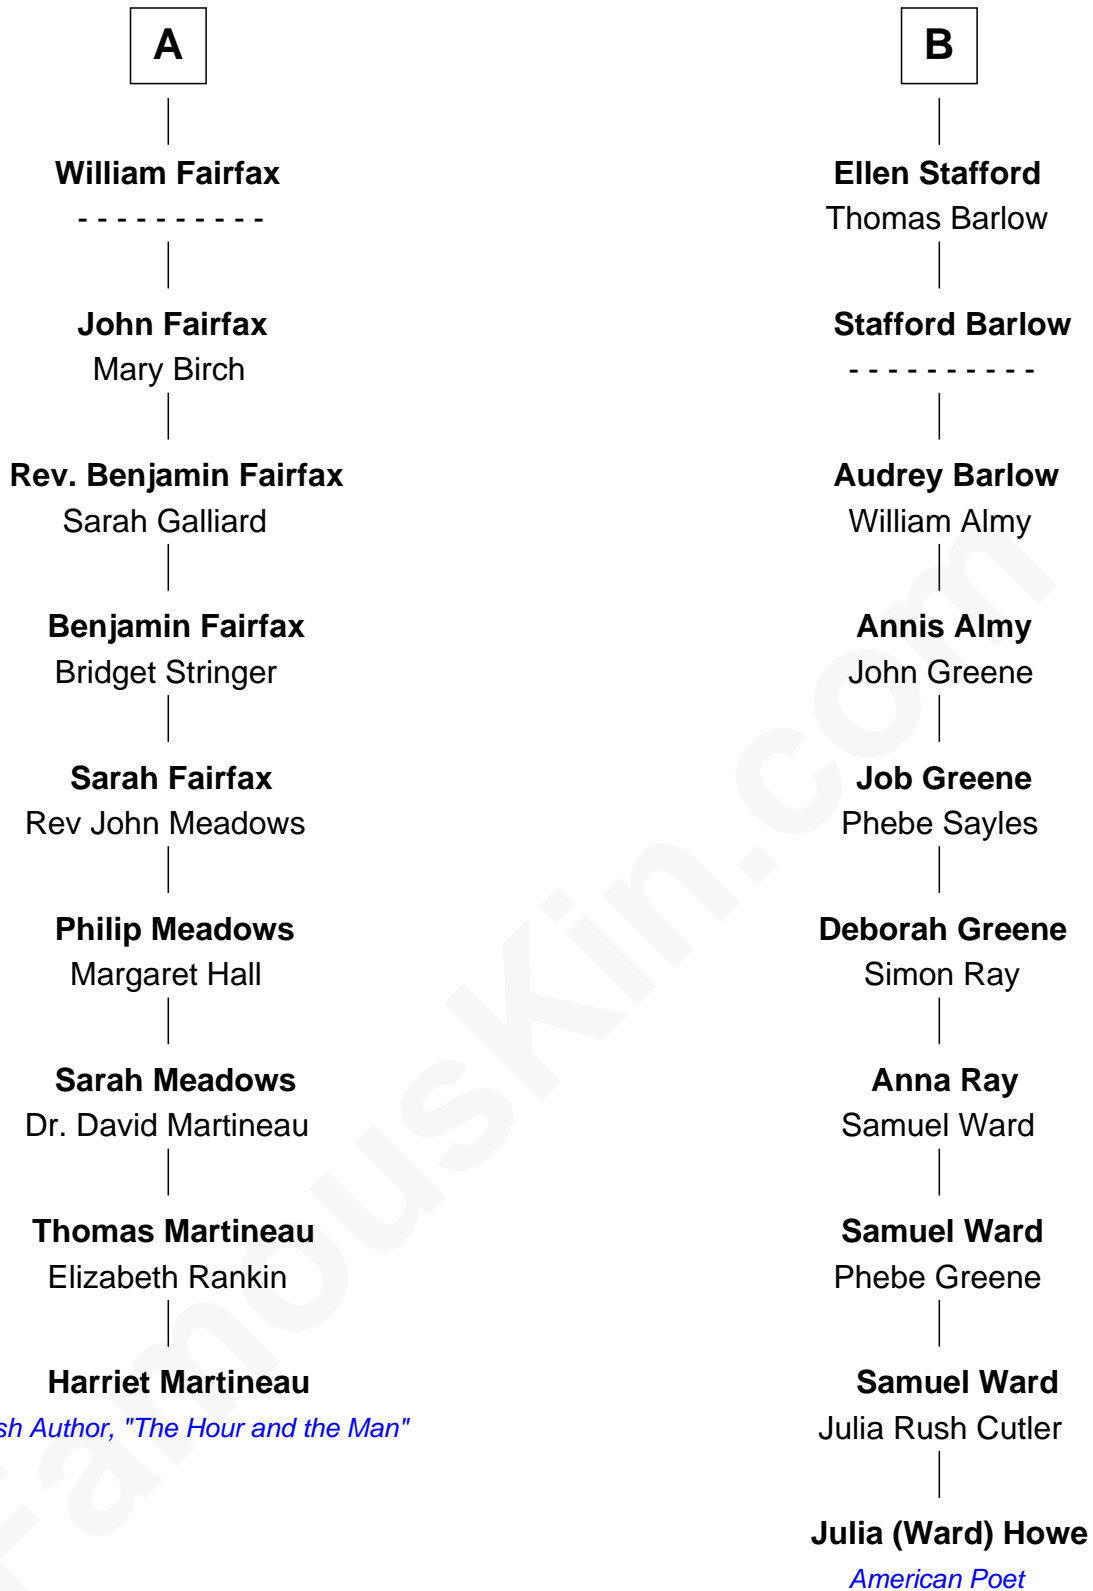 A
William Fairfax
- - - - - - - - - -
John Fairfax
Mary Birch
Rev. Benjamin Fairfax
Sarah Galliard
Benjamin Fairfax
Bridget Stringer
Sarah Fairfax
Rev John Meadows
Philip Meadows
Margaret Hall
Sarah Meadows
Dr. David Martineau
Thomas Martineau
Elizabeth Rankin
Harriet Martineau
sh Author, "The Hour and the Man"
B
Ellen Stafford
Thomas Barlow
Stafford Barlow
- - - - - - - - - -
Audrey Barlow
William Almy
Annis Almy
John Greene
Job Greene
Phebe Sayles
Deborah Greene
Simon Ray
Anna Ray
Samuel Ward
Samuel Ward
Phebe Greene
Samuel Ward
Julia Rush Cutler
Julia (Ward) Howe
American Poet
FamousKin.com